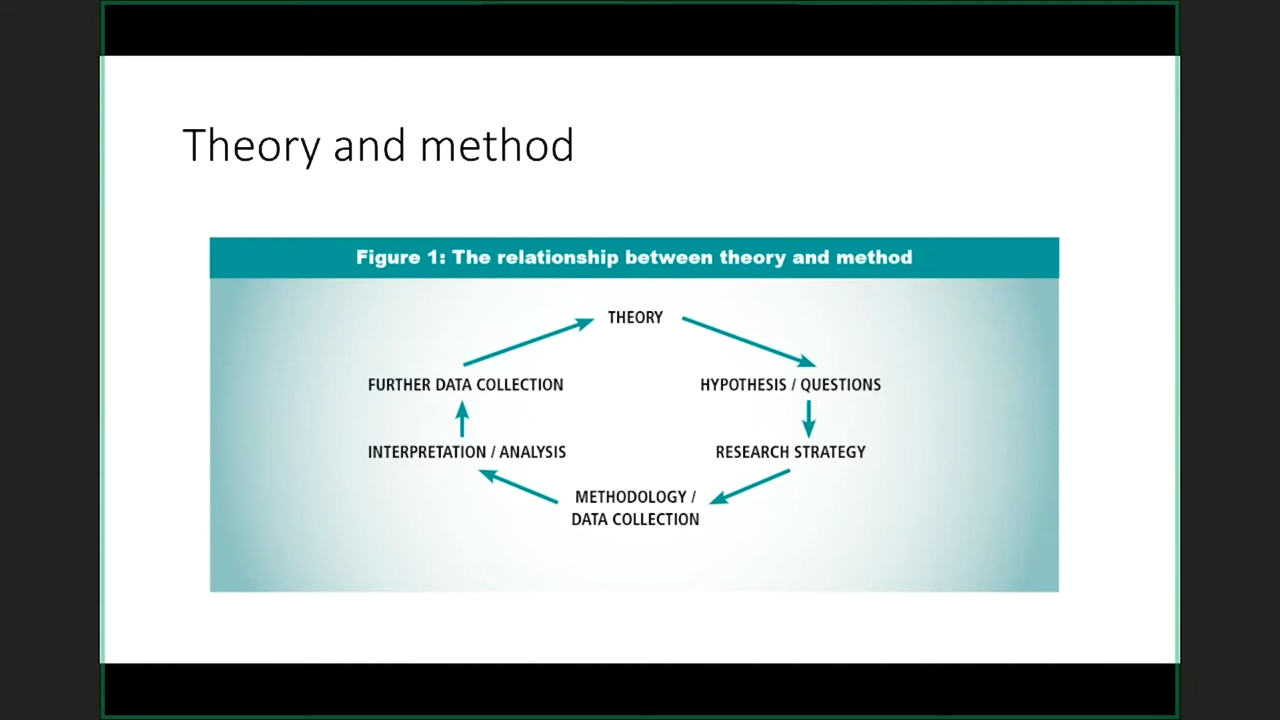 Theory and method
Figure 1: The relationship between theory and method
THEORY
FURTHER DATA COLLECTION
HYPOTHESIS / QUESTIONS
INTERPRETATION / ANALYSIS
RESEARCH STRATEGY
METHODOLOGY /
DATA COLLECTION